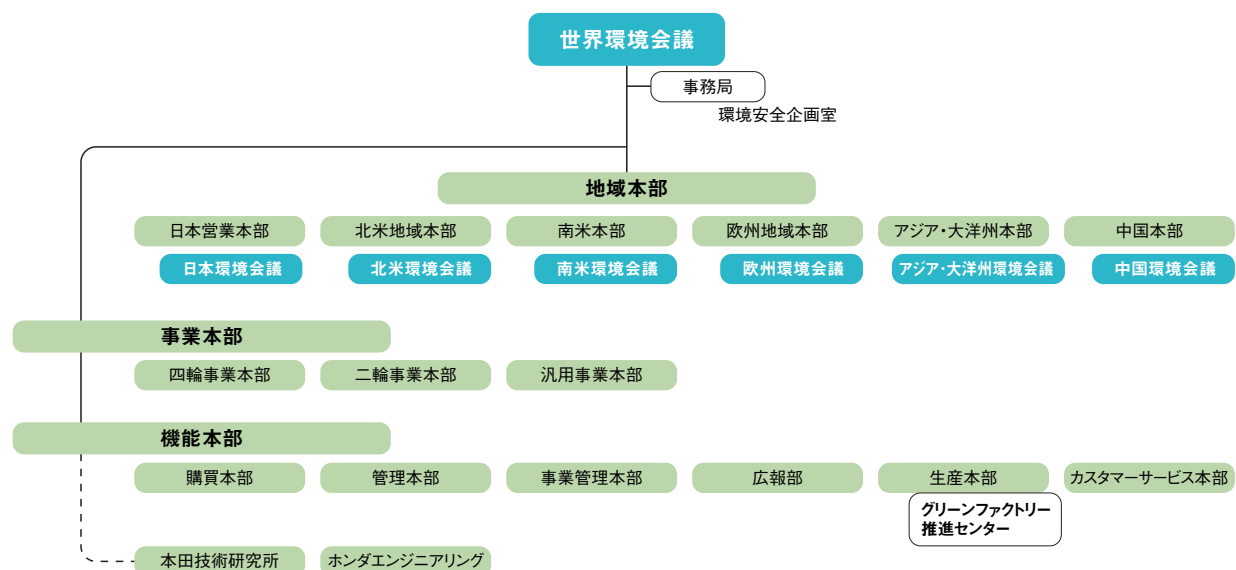 世界環境会議
事務局
環境安全企画室
地域本部
日本営業本部
北米地域本部
南米本部
欧州地域本部
アジア・大洋州本部
中国本部
日本環境会議
北米環境会議
南米環境会議
欧州環境会議
アジア・大洋州環境会議
中国環境会議
事業本部
四輪事業本部
二輪事業本部
汎用事業本部
機能本部
購買本部
管理本部
事業管理本部
広報部
生産本部
カスタマーサービス本部
グリーンファクトリー
推進センター
本田技術研究所
ホンダエンジニアリング